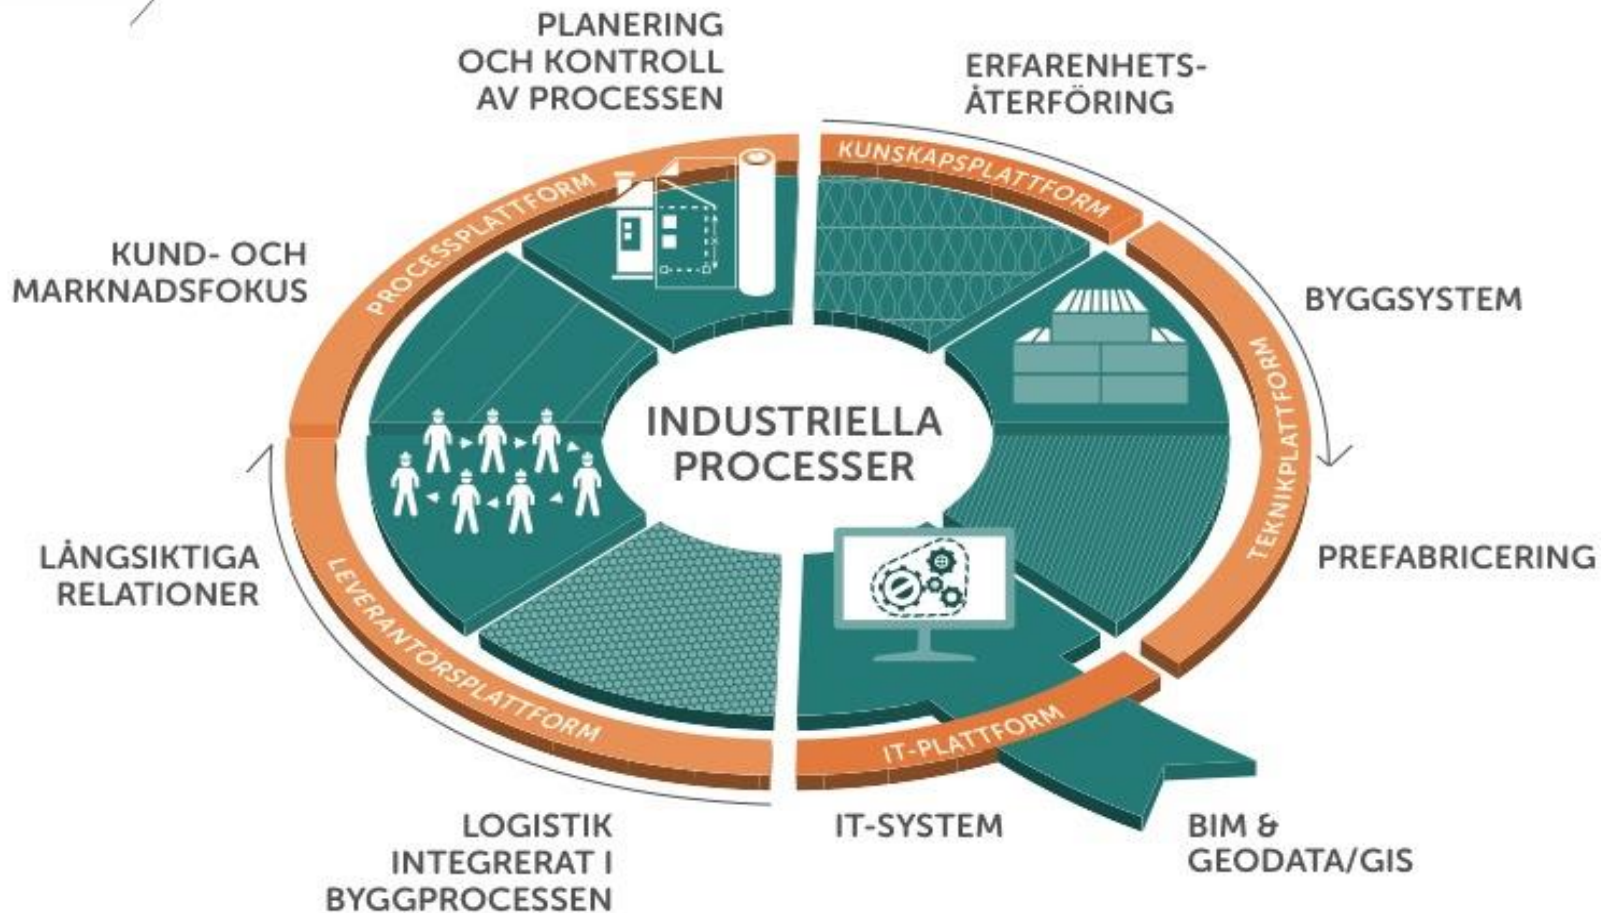 PLANERING
OCH KONTROLL
AV PROCESSEN
ERFARENHETS-
ÅTERFÖRING
KUNSKAPSPLATTFORM
PROCESSPLATTFORM
KUND- OCH
MARKNADSFOKUS
BYGGSYSTEM
TEKNIKPLATTFORM
INDUSTRIELLA
PROCESSER
LÅNGSIKTIGA
RELATIONER
PREFABRICERING
LEVERANTÖRSPLATTFORM
IT-PLATTFORM
LOGISTIK
INTEGRERAT I
BYGGPROCESSEN
IT-SYSTEM
BIM &
GEODATA/GIS